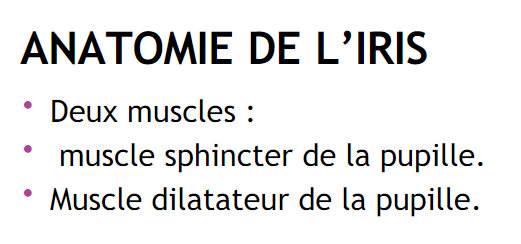 ANATOMIE DE L’IRIS
• Deux muscles :
• muscle sphincter de la pupille.
• Muscle dilatateur de la pupille.